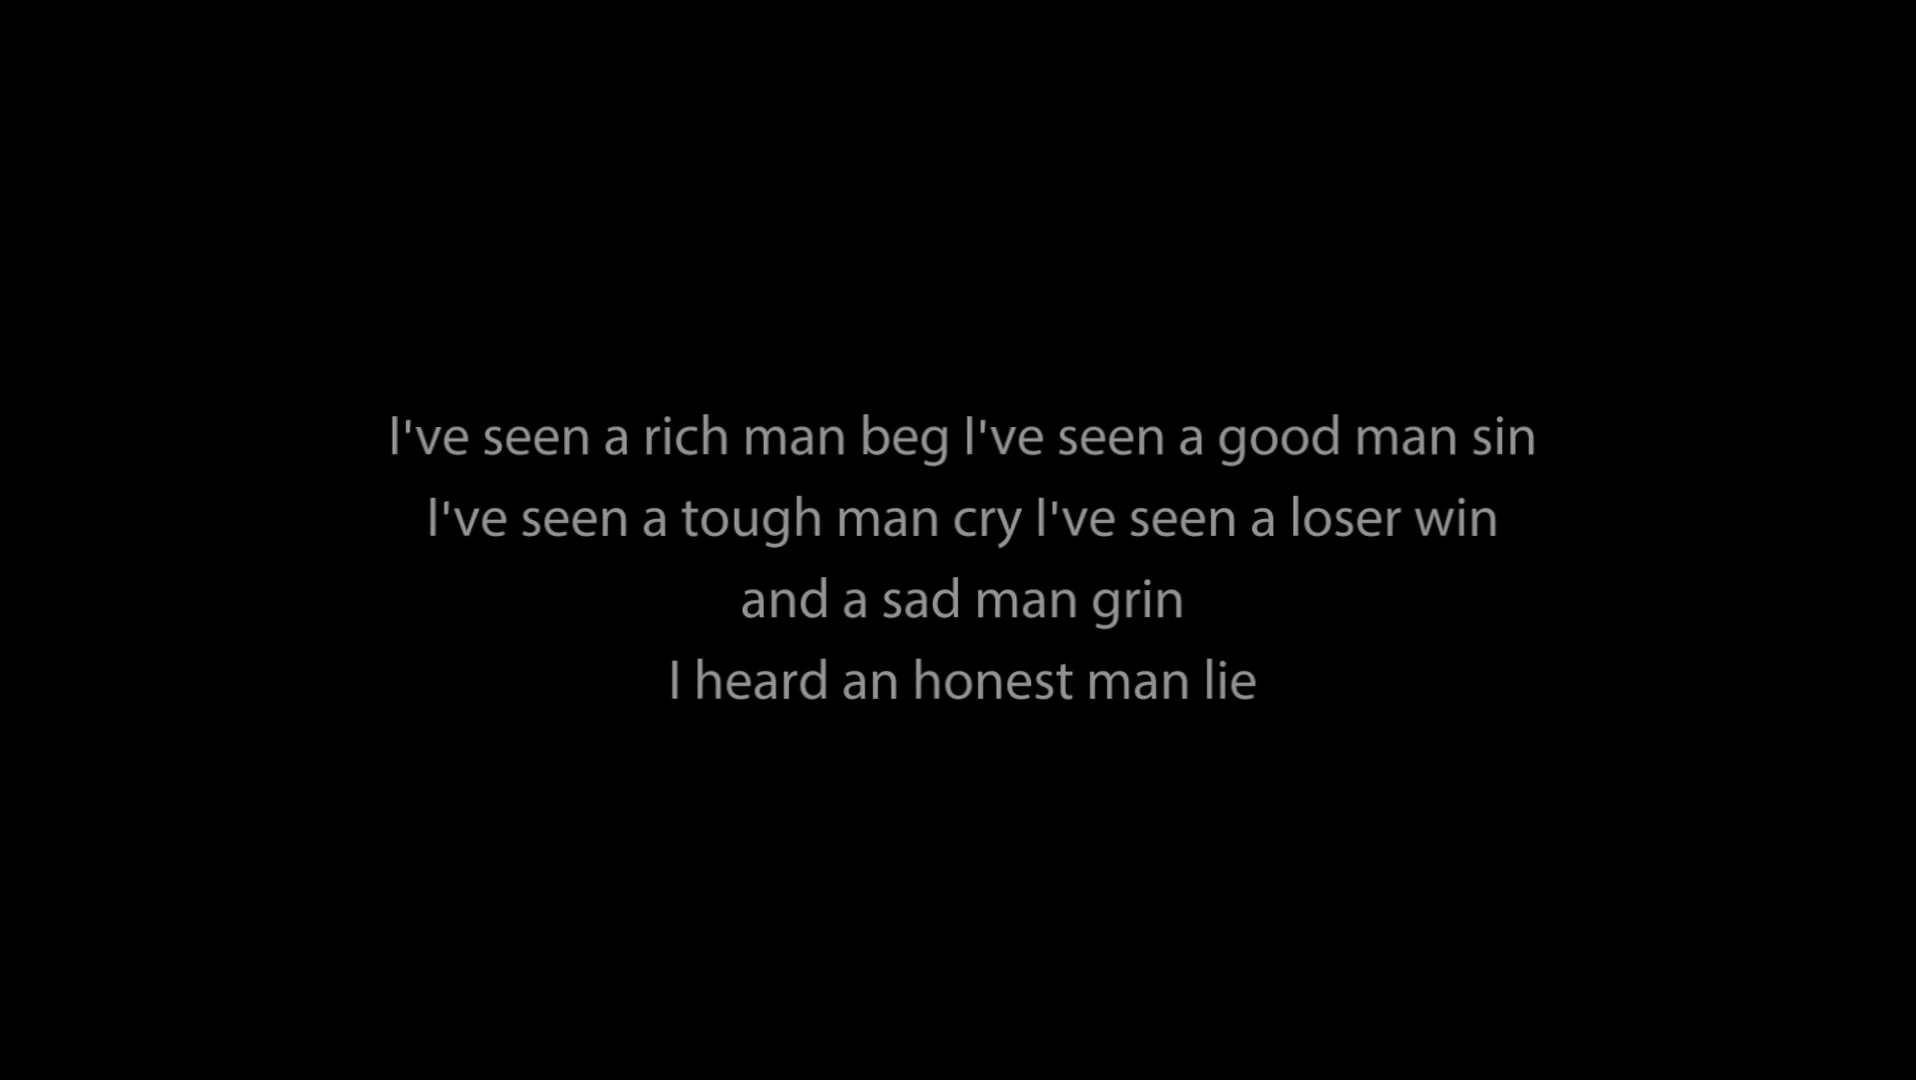 I've seen a rich man beg I've seen a good man sin
I've seen a tough man cry I've seen a loser win
and a sad man grin
I heard an honest man lie